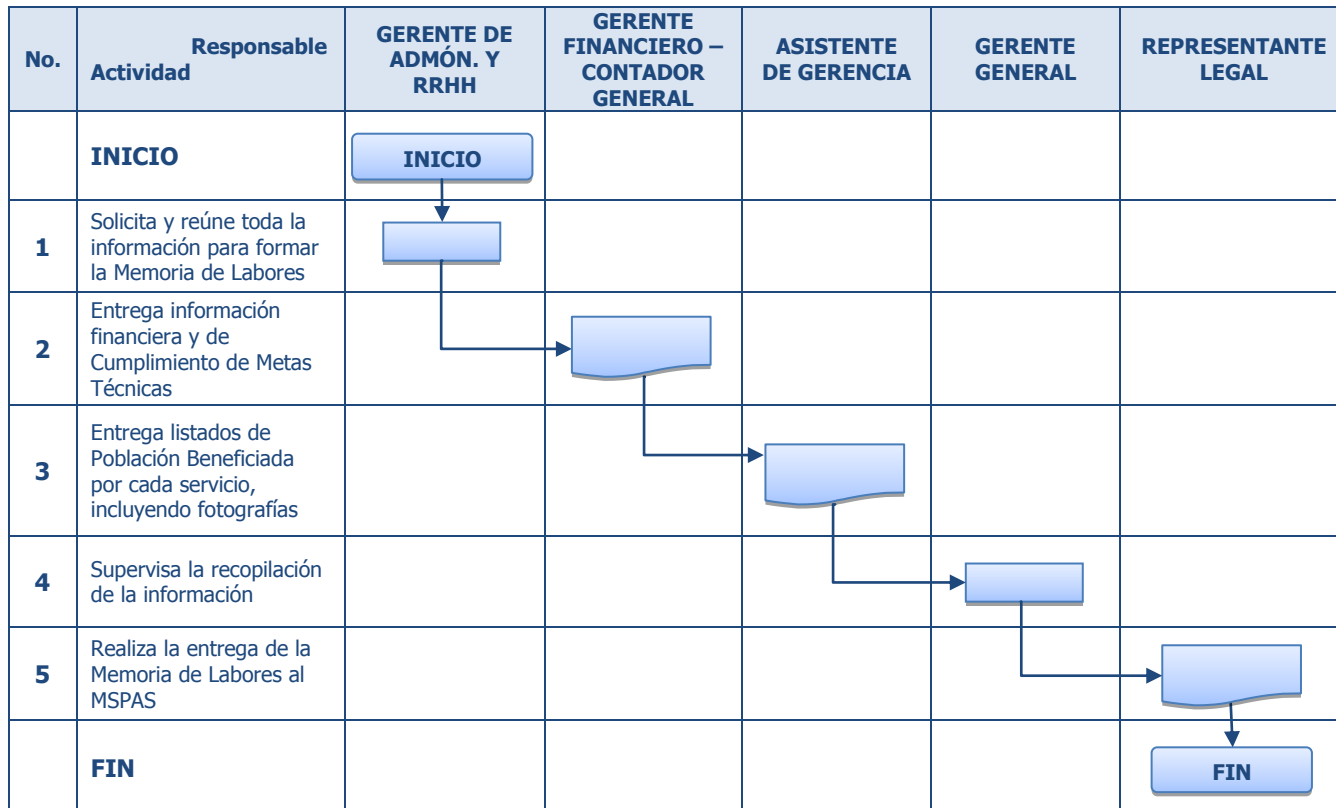 No.
Responsable
Actividad
GERENTE DE
ADMÓN. Y
RRHH
GERENTE
FINANCIERO –
CONTADOR
GENERAL
ASISTENTE
DE GERENCIA
GERENTE
GENERAL
REPRESENTANTE
LEGAL
INICIO
INICIO
1
Solicita y reúne toda la
información para formar
la Memoria de Labores
2
Entrega información
financiera y de
Cumplimiento de Metas
Técnicas
3
Entrega listados de
Población Beneficiada
por cada servicio,
incluyendo fotografías
4
Supervisa la recopilación
de la información
5
Realiza la entrega de la
Memoria de Labores al
MSPAS
FIN
FIN